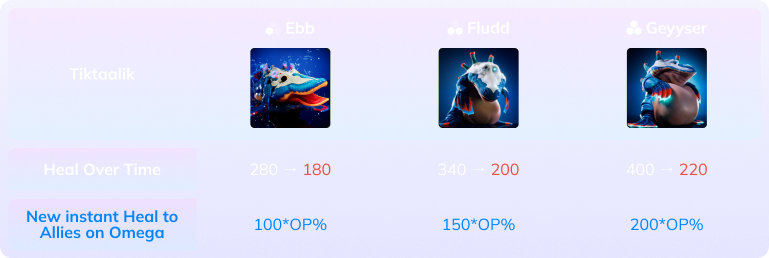 Ebb
Fludd
Geyyser
Tiktaalik
Heal Over Time
280 → 180
340 → 200
400 → 220
New instant Heal to
Allies on Omega
100*OP%
150*OP%
200*OP%